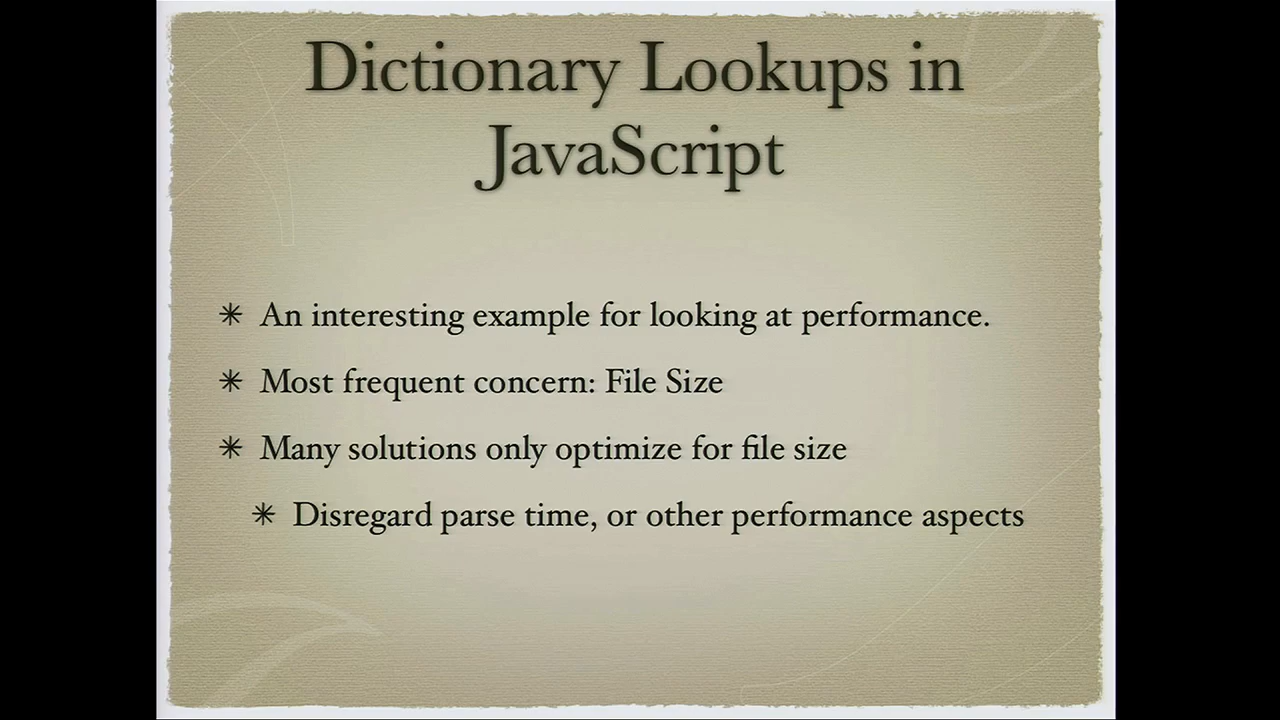 Dictionary Lookups in
JavaScript
An interesting example for looking at performance.
Most frequent concern: File Size
Many solutions only optimize for file size
Disregard parse time, or other performance aspects